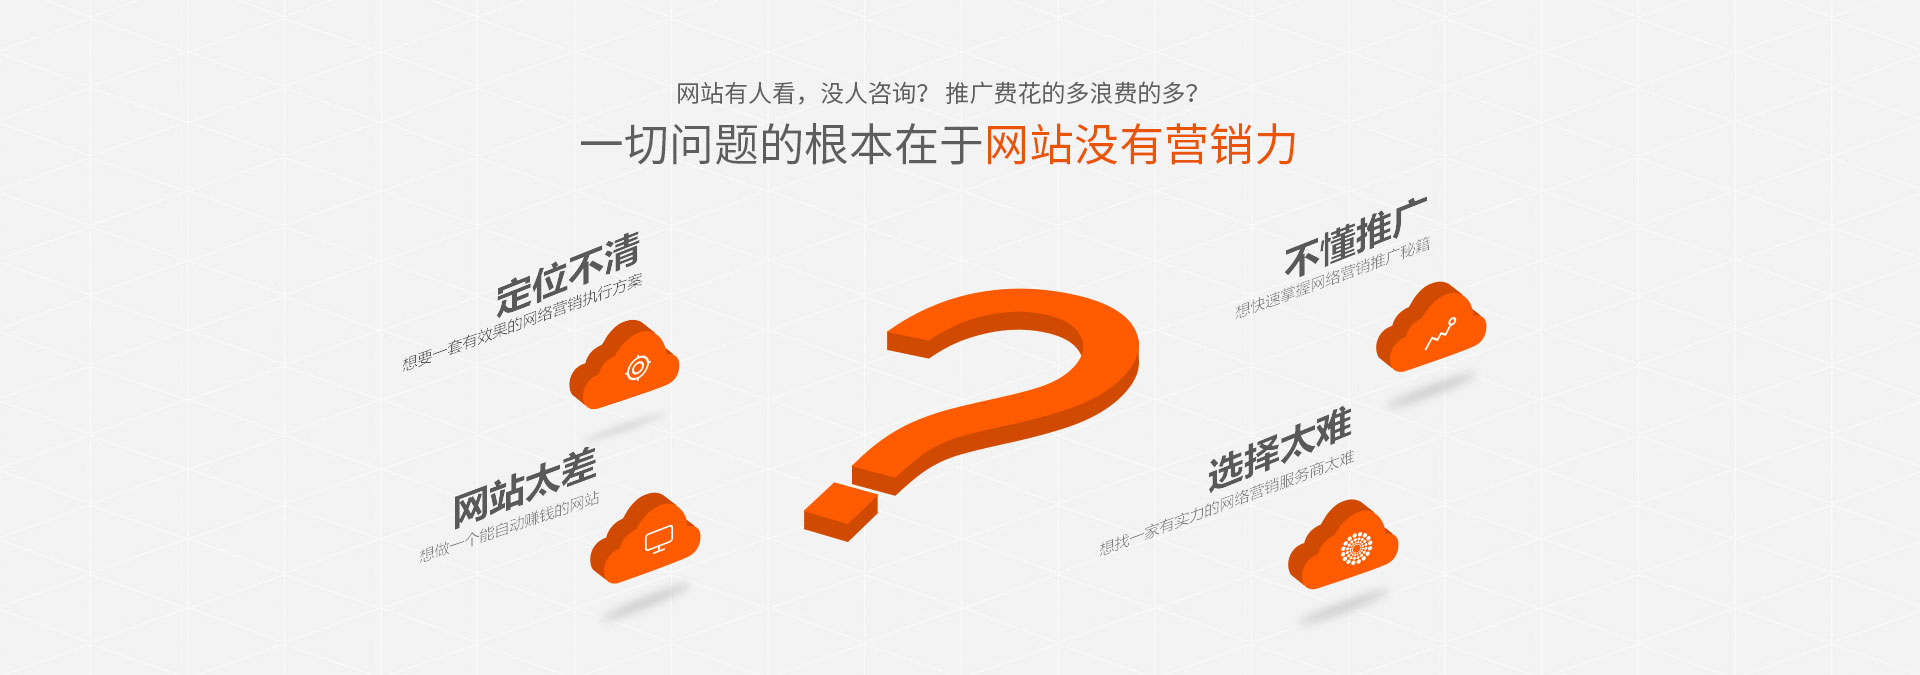 网站有人看，没人咨询？ 推广费花的多浪费的多？
一切问题的根本在于网站没有营销力
定位不清
想要一套有效果的网络营销执行方案
网站太差
想做一个能自动赚钱的网站
不懂推广
想快速掌握网络营销推广秘籍
选择太难
想找一家有实力的网络营销服务商太难